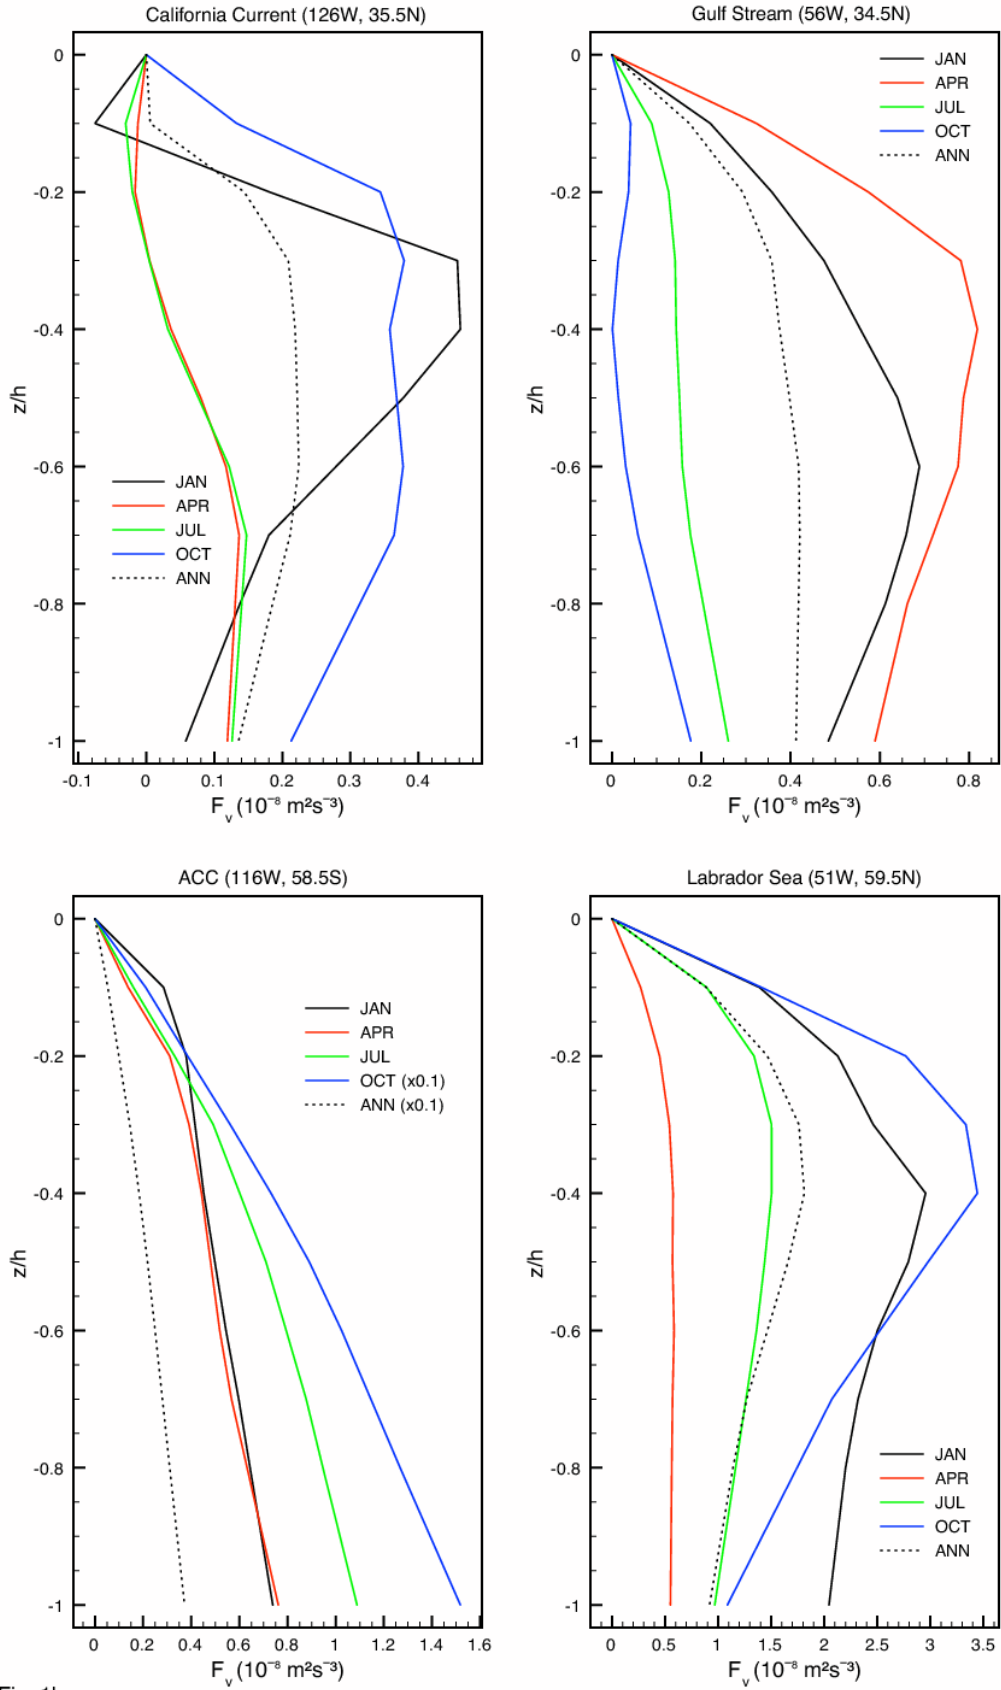 California Current (126W, 35.5N)
0
-0.2
-0.4
-0.6
-0.8
-1
z/h
JAN
APR
JUL
OCT
ANN
-0.1 0 0.1 0.2 0.3 0.4
Fv (10⁻⁸ m²s⁻³)
Gulf Stream (56W, 34.5N)
JAN
APR
JUL
OCT
ANN
0
-0.2
-0.4
-0.6
-0.8
-1
z/h
0 0.2 0.4 0.6 0.8
Fv (10⁻⁸ m²s⁻³)
ACC (116W, 58.5S)
0
-0.2
-0.4
-0.6
-0.8
-1
z/h
JAN
APR
JUL
OCT (x0.1)
ANN (x0.1)
0 0.2 0.4 0.6 0.8 1 1.2 1.4 1.6
Fv (10⁻⁸ m²s⁻³)
Labrador Sea (51W, 59.5N)
0
-0.2
-0.4
-0.6
-0.8
-1
z/h
JAN
APR
JUL
OCT
ANN
0 0.5 1 1.5 2 2.5 3 3.5
Fv (10⁻⁸ m²s⁻³)